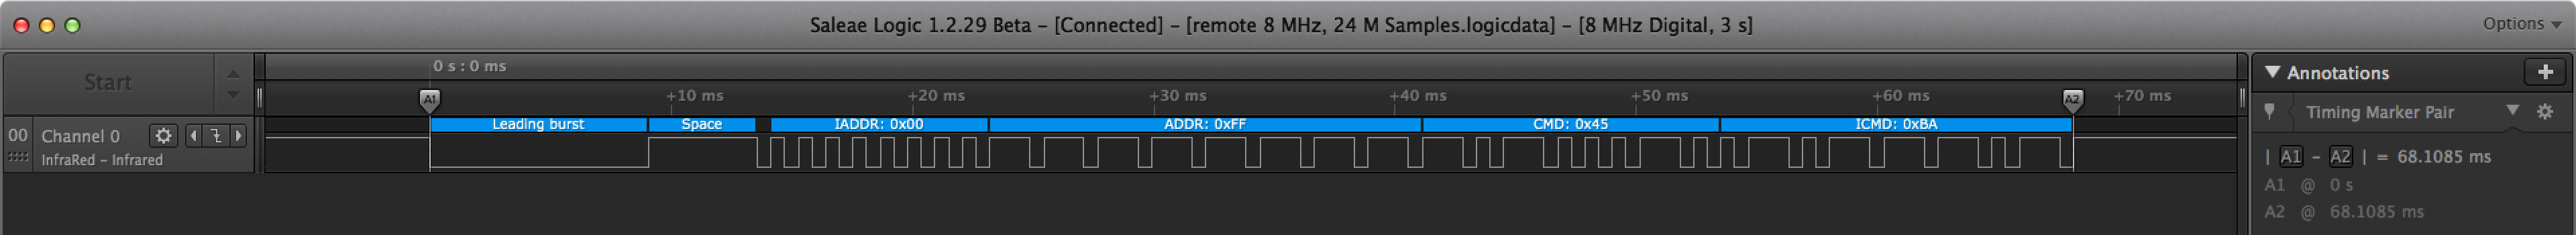 Saleae Logic 1.2.29 Beta – [Connected] – [remote 8 MHz, 24 M Samples.logicdata] – [8 MHz Digital, 3 s]
Options
Start
0 s : 0 ms
+10 ms +20 ms +30 ms +40 ms +50 ms +60 ms +70 ms
A1 A2
Annotations
Timing Marker Pair
00 Channel 0
InfraRed – Infrared
Leading burst Space IADDR: 0x00 ADDR: 0xFF CMD: 0x45 ICMD: 0xBA
| A1 – A2 | = 68.1085 ms
A1 @ 0 s
A2 @ 68.1085 ms